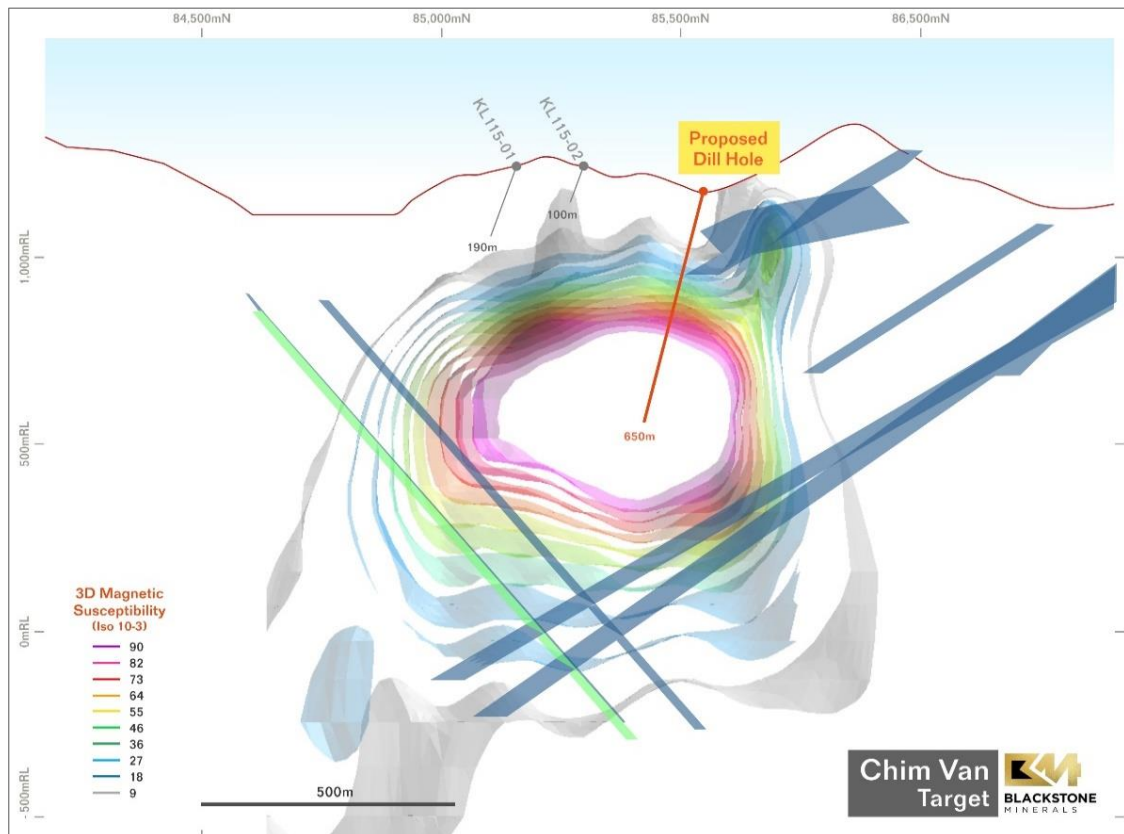 84,500mN
85,000mN
85,500mN
86,500mN
KL115-01
KL115-02
Proposed
Dill Hole
100m
190m
1,000mRL
500mRL
650m
0mRL
-500mRL
3D Magnetic
Susceptibility
(Iso 10-3)
90
82
73
64
55
46
36
27
18
9
500m
Chim Van
Target
BM
BLACKSTONE
MINERALS